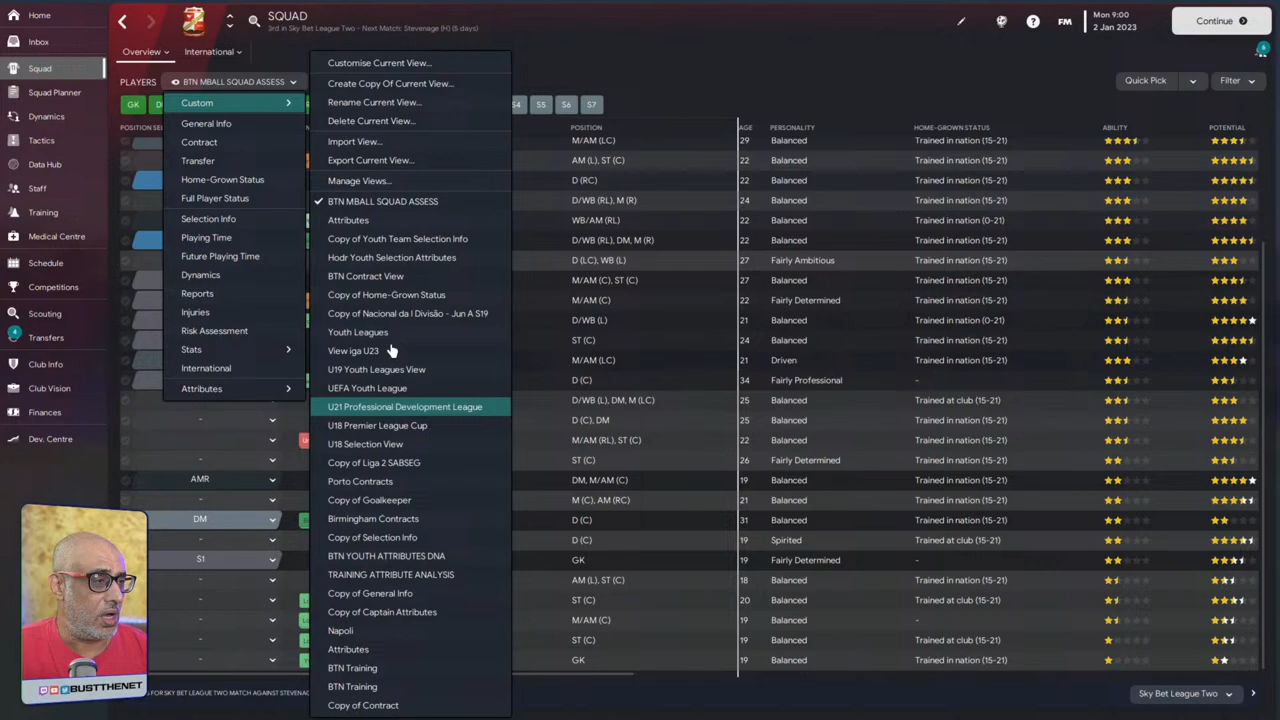 Home
Inbox
Squad
Squad Planner
Dynamics
Tactics
Data Hub
Staff
Training
Medical Centre
Schedule
Competitions
Scouting
4
Transfers
Club Info
Club Vision
Finances
Dev. Centre
SQUAD
3rd in Sky Bet League Two - Next Match: Stevenage (H) (5 days)
FM
Mon 9:00
2 Jan 2023
Continue
6
Overview
International
PLAYERS
BTN MBALL SQUAD ASSESS
Quick Pick
Filter
GK
S4
S5
S6
S7
Custom
General Info
Contract
Transfer
Home-Grown Status
Full Player Status
Selection Info
Playing Time
Future Playing Time
Dynamics
Reports
Injuries
Risk Assessment
Stats
International
Attributes
Customise Current View...
Create Copy Of Current View...
Rename Current View...
Delete Current View...
Import View...
Export Current View...
Manage Views...
BTN MBALL SQUAD ASSESS
Attributes
Copy of Youth Team Selection Info
Hodr Youth Selection Attributes
BTN Contract View
Copy of Home-Grown Status
Copy of Nacional da I Divisão - Jun A S19
Youth Leagues
View iga U23
U19 Youth Leagues View
UEFA Youth League
U21 Professional Development League
U18 Premier League Cup
U18 Selection View
Copy of Liga 2 SABSEG
Porto Contracts
Copy of Goalkeeper
Birmingham Contracts
Copy of Selection Info
BTN YOUTH ATTRIBUTES DNA
TRAINING ATTRIBUTE ANALYSIS
Copy of General Info
Copy of Captain Attributes
Napoli
Attributes
BTN Training
BTN Training
Copy of Contract
POSITION AGE PERSONALITY HOME-GROWN STATUS ABILITY POTENTIAL
M/AM (LC) 29 Balanced Trained in nation (15-21)
AM (L), ST (C) 22 Balanced Trained in nation (15-21)
D (RC) 22 Balanced Trained in nation (15-21)
D/WB (RL), M (R) 24 Balanced Trained in nation (15-21)
WB/AM (RL) 22 Balanced Trained in nation (0-21)
D/WB (RL), DM, M (R) 22 Balanced Trained in nation (15-21)
D (LC), WB (L) 27 Fairly Ambitious Trained in nation (15-21)
M/AM (C), ST (C) 27 Balanced Trained in nation (15-21)
M/AM (C) 22 Fairly Determined Trained in nation (15-21)
D/WB (L) 21 Balanced Trained in nation (0-21)
ST (C) 24 Balanced Trained in nation (15-21)
M/AM (LC) 21 Driven Trained in nation (15-21)
D (C) 34 Fairly Professional -
D/WB (L), DM, M (LC) 25 Balanced Trained at club (15-21)
D (C), DM 25 Balanced Trained in nation (15-21)
M/AM (RL), ST (C) 25 Balanced Trained in nation (15-21)
ST (C) 26 Fairly Determined Trained in nation (15-21)
AMR DM, M/AM (C) 19 Balanced Trained in nation (15-21)
- M (C), AM (RC) 21 Balanced Trained in nation (15-21)
DM D (C) 31 Balanced Trained in nation (15-21)
- D (C) 19 Spirited Trained at club (15-21)
S1 GK 19 Fairly Determined -
- AM (L), ST (C) 18 Balanced Trained in nation (15-21)
- ST (C) 20 Balanced Trained at club (15-21)
- M/AM (C) 19 Balanced -
- ST (C) 19 Balanced Trained at club (15-21)
- GK 19 Balanced Trained in nation (15-21)
FOR SKY BET LEAGUE TWO MATCH AGAINST STEVENAG
Sky Bet League Two
BUSTTHENET